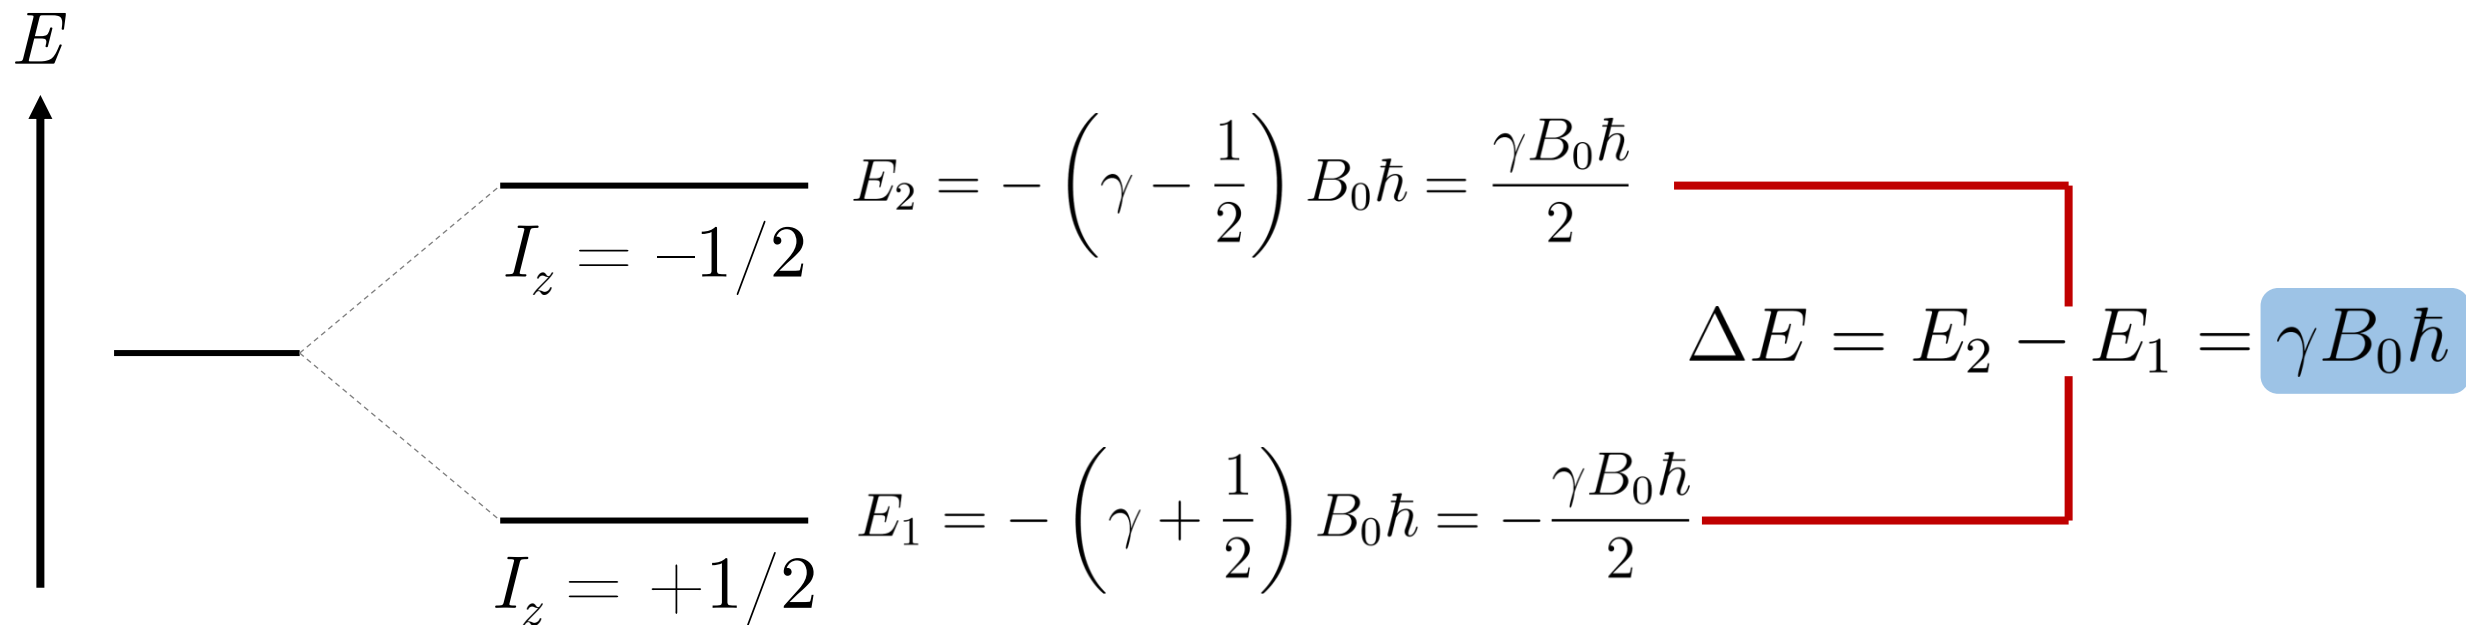 E
E₂ = −(γ − 1/2) B₀ħ = γB₀ħ/2
I_z = −1/2
ΔE = E₂ − E₁ = γB₀ħ
E₁ = −(γ + 1/2) B₀ħ = −γB₀ħ/2
I_z = +1/2